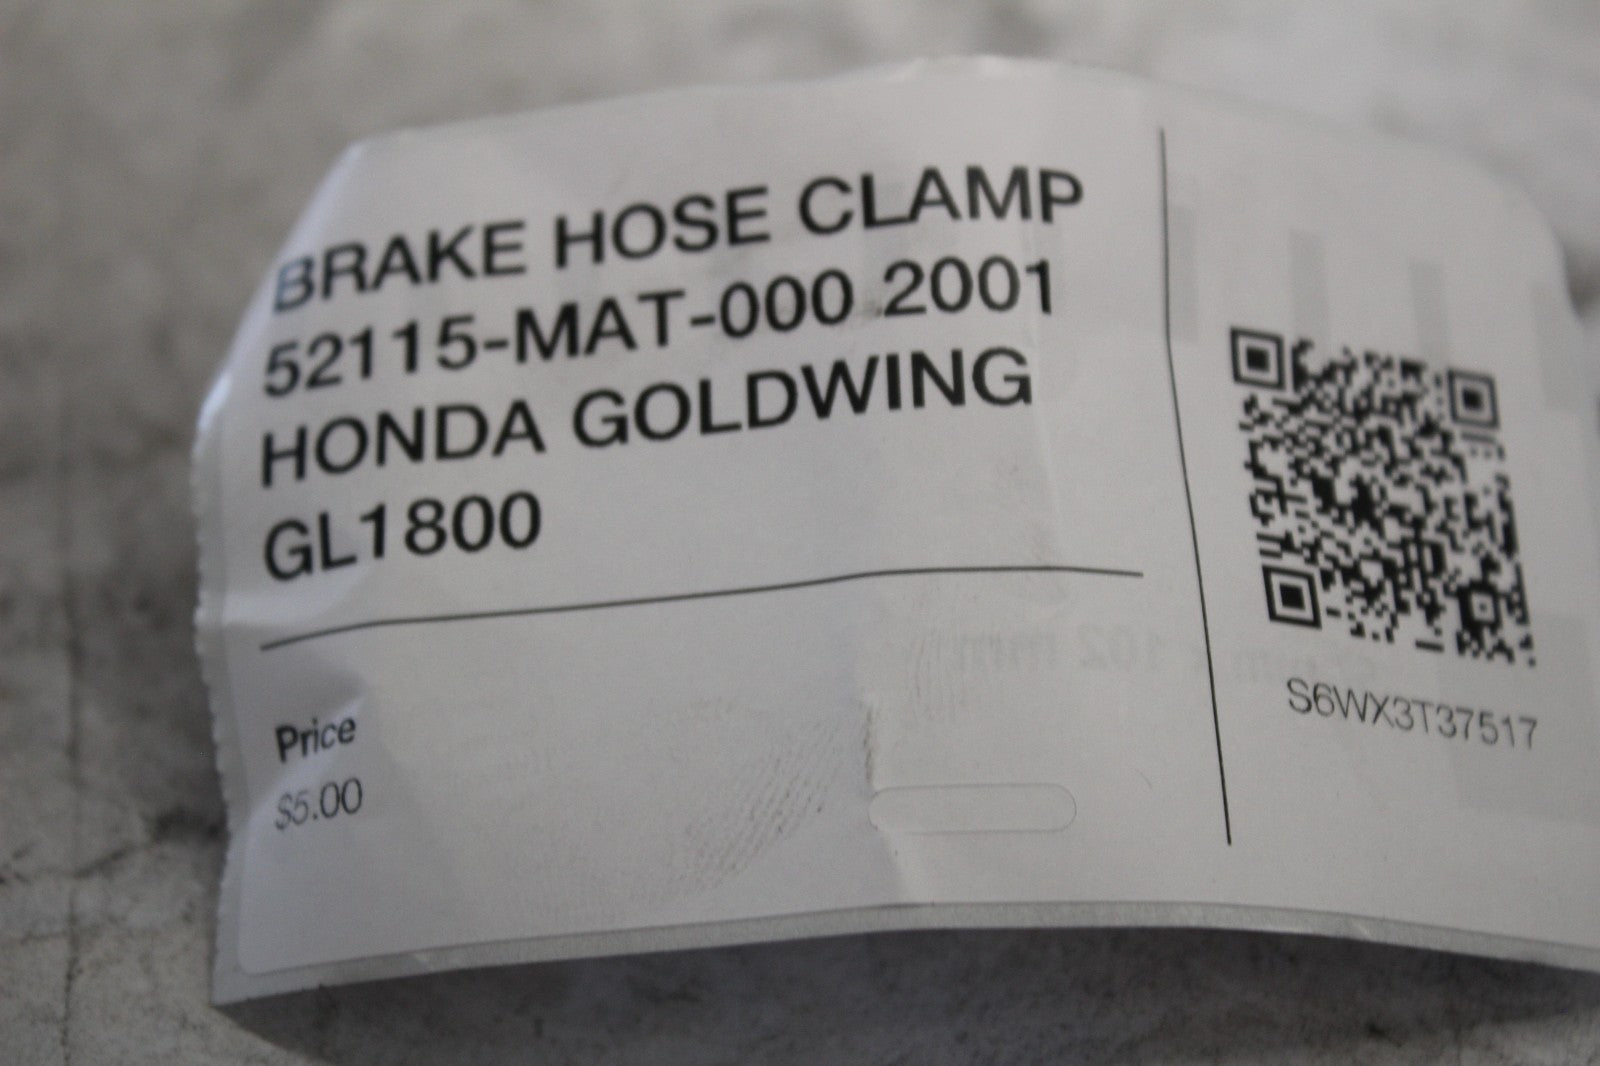 BRAKE HOSE CLAMP
52115-MAT-000 2001
HONDA GOLDWING
GL1800
Price
$5.00
S6WX3T37517